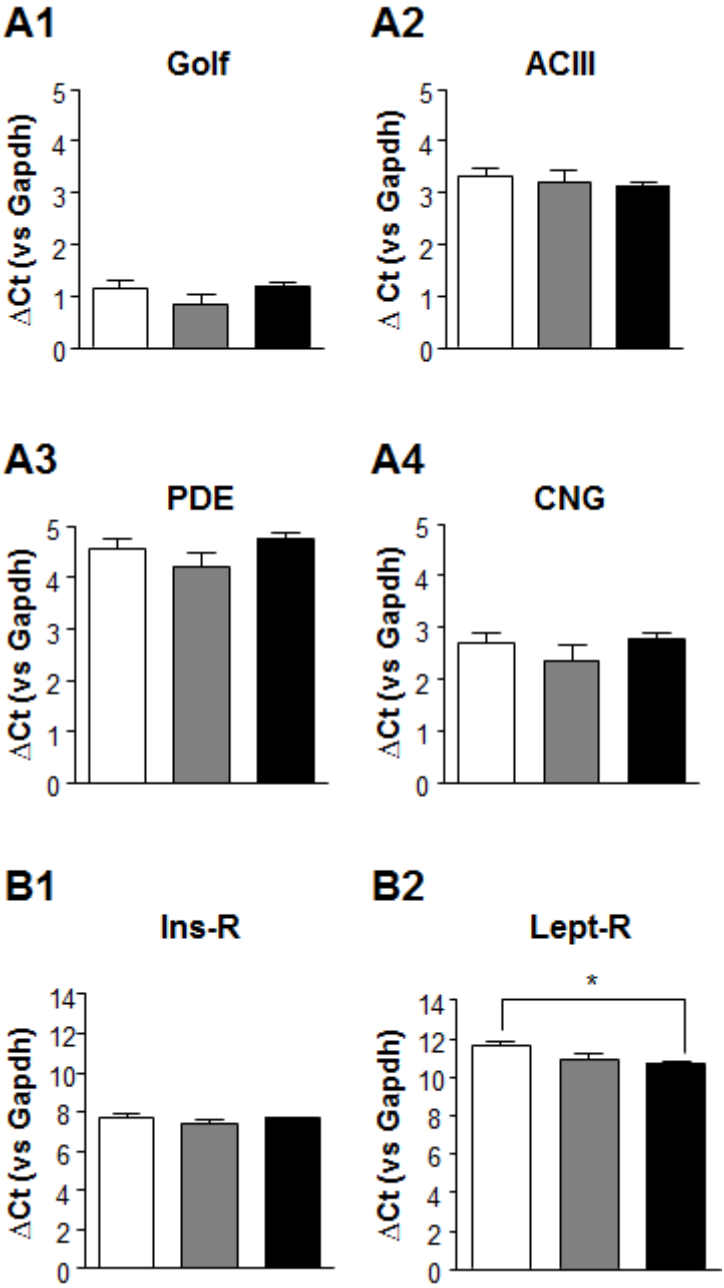 A1
Golf
ΔCt (vs Gapdh)
5
4
3
2
1
0
A2
ACIII
Δ Ct (vs Gapdh)
5
4
3
2
1
0
A3
PDE
ΔCt (vs Gapdh)
5
4
3
2
1
0
A4
CNG
ΔCt (vs Gapdh)
5
4
3
2
1
0
B1
Ins-R
ΔCt (vs Gapdh)
14
12
10
8
6
4
2
0
B2
Lept-R
ΔCt (vs Gapdh)
14
12
10
8
6
4
2
0
*